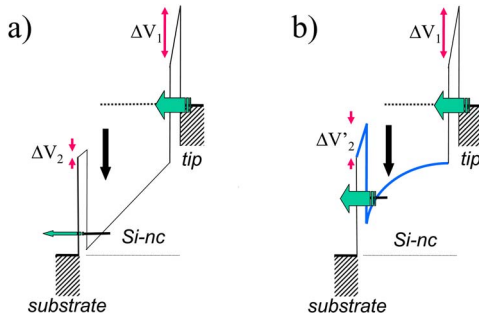 a)
ΔV₁
ΔV₂
tip
Si-nc
substrate
b)
ΔV₁
ΔV'₂
tip
Si-nc
substrate